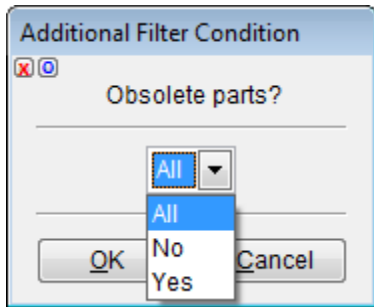 Additional Filter Condition
X O
Obsolete parts?
All
All
No
Yes
OK
Cancel